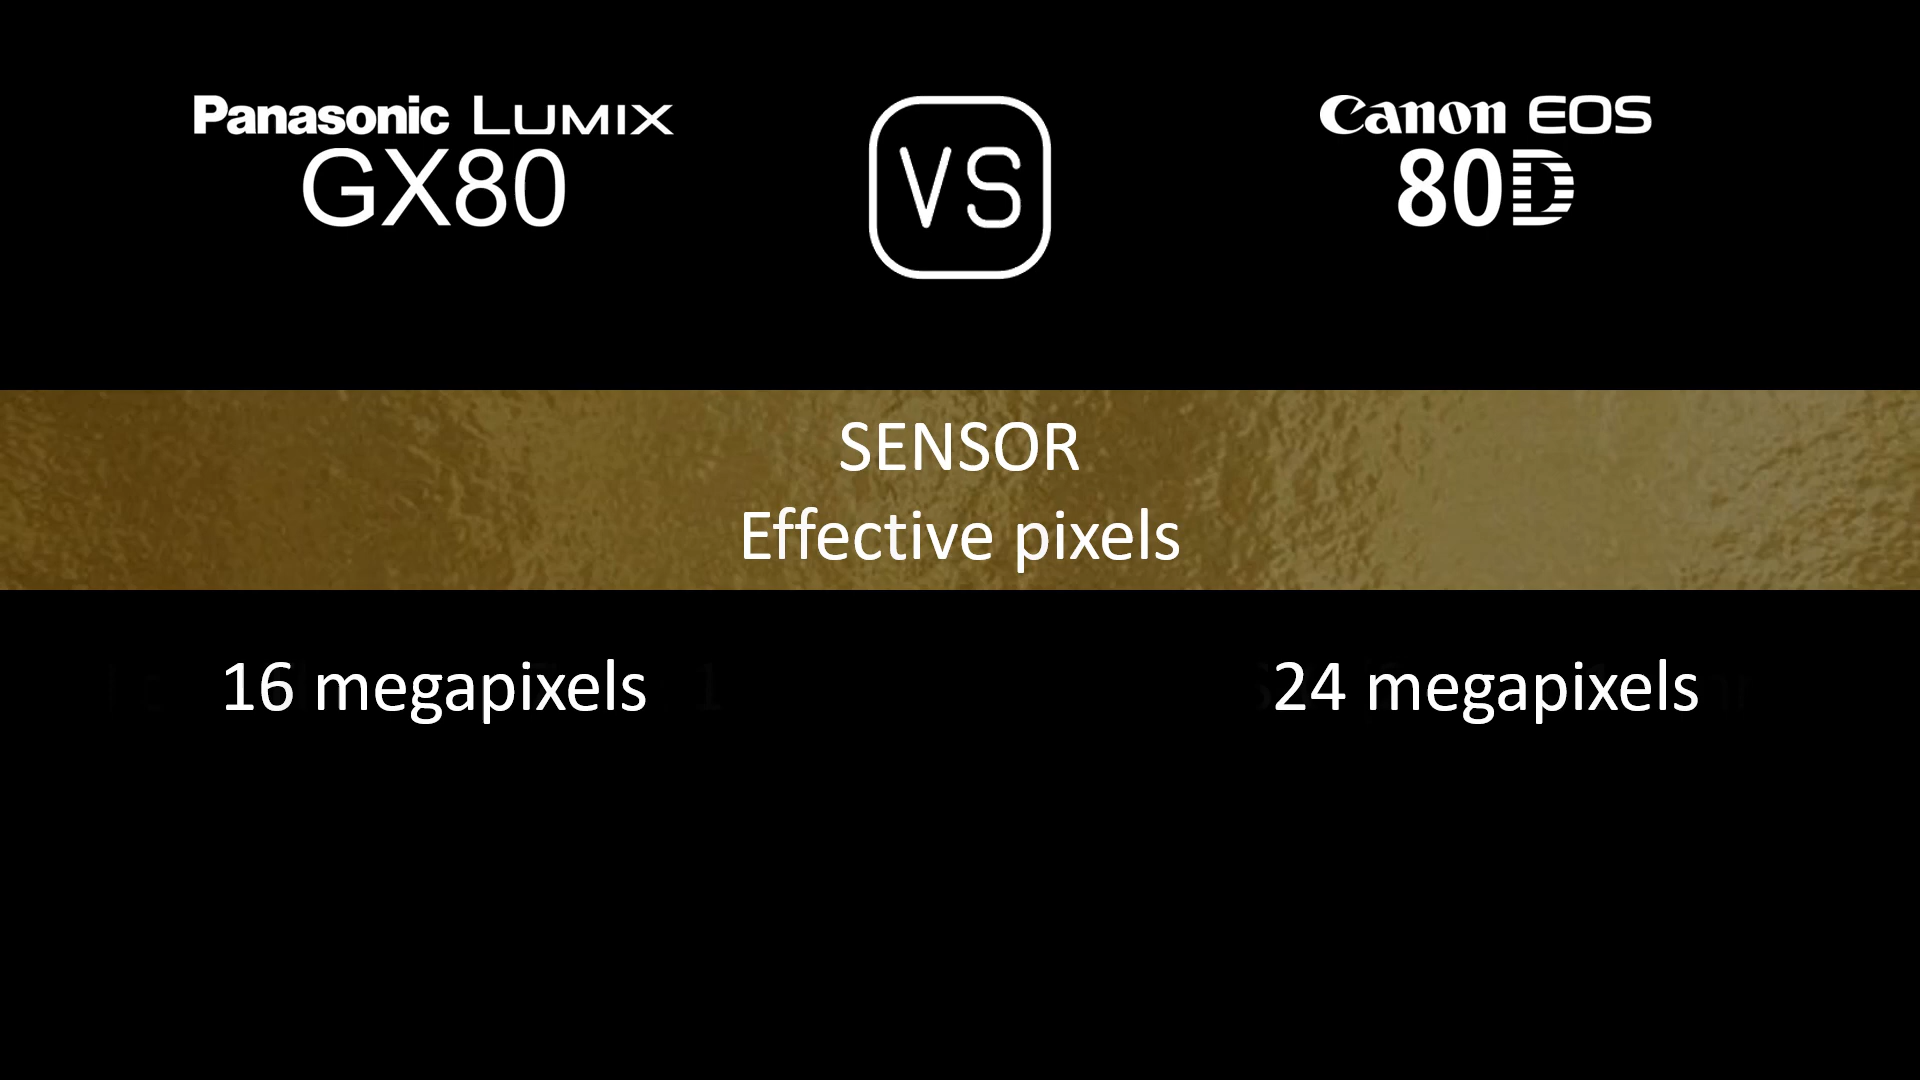 Panasonic LUMIX
GX80
VS
Canon EOS
80D
SENSOR
Effective pixels
16 megapixels
24 megapixels